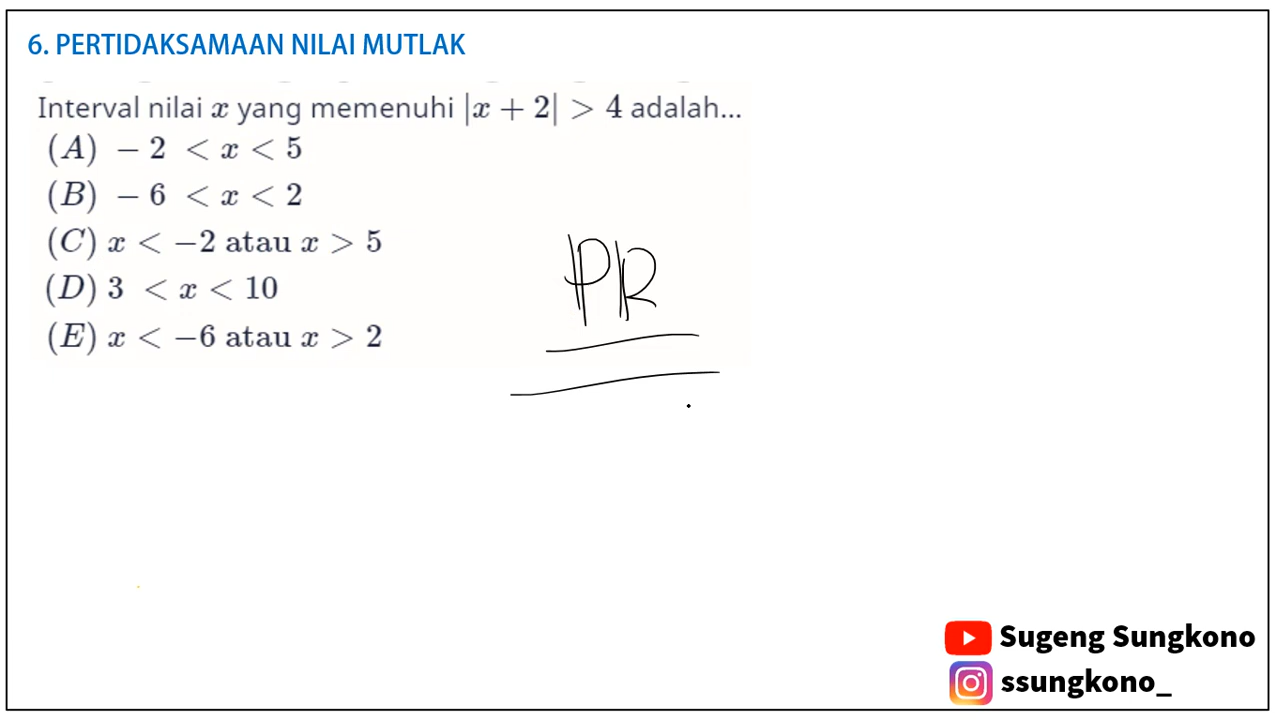 6. PERTIDAKSAMAAN NILAI MUTLAK
Interval nilai x yang memenuhi |x + 2| > 4 adalah...
(A) − 2 < x < 5
(B) − 6 < x < 2
(C) x < −2 atau x > 5
(D) 3 < x < 10
(E) x < −6 atau x > 2
PR
Sugeng Sungkono
ssungkono_